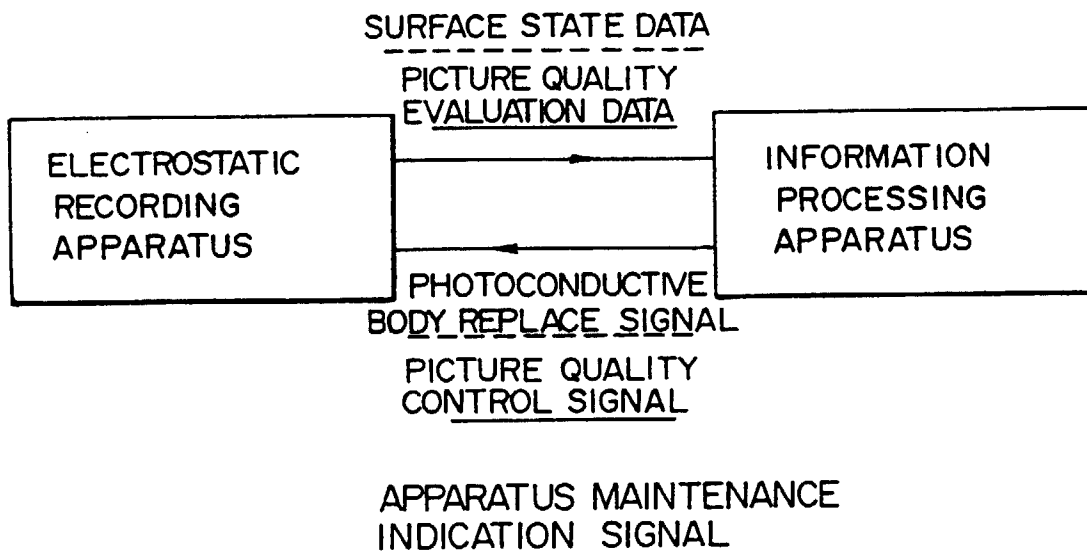 SURFACE STATE DATA
PICTURE QUALITY
EVALUATION DATA
ELECTROSTATIC
RECORDING
APPARATUS
INFORMATION
PROCESSING
APPARATUS
PHOTOCONDUCTIVE
BODY REPLACE SIGNAL
PICTURE QUALITY
CONTROL SIGNAL
APPARATUS MAINTENANCE
INDICATION SIGNAL